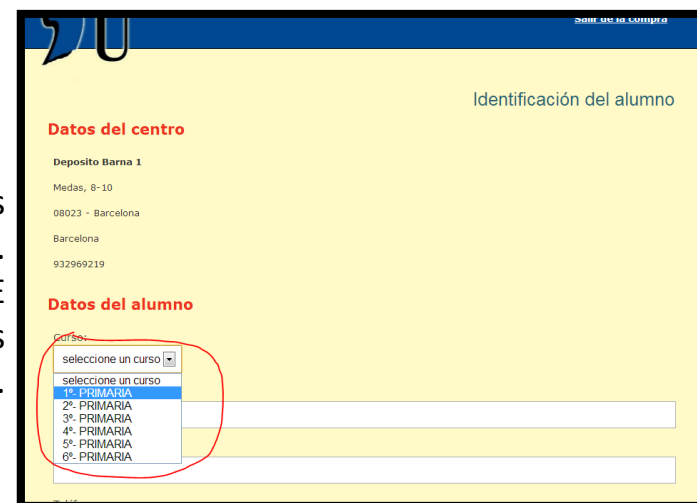 Salir de la compra
Identificación del alumno
Datos del centro
Deposito Barna 1
Medas, 8-10
08023 - Barcelona
Barcelona
932969219
Datos del alumno
Curso:
seleccione un curso
seleccione un curso
1º- PRIMARIA
2º- PRIMARIA
3º- PRIMARIA
4º- PRIMARIA
5º- PRIMARIA
6º- PRIMARIA